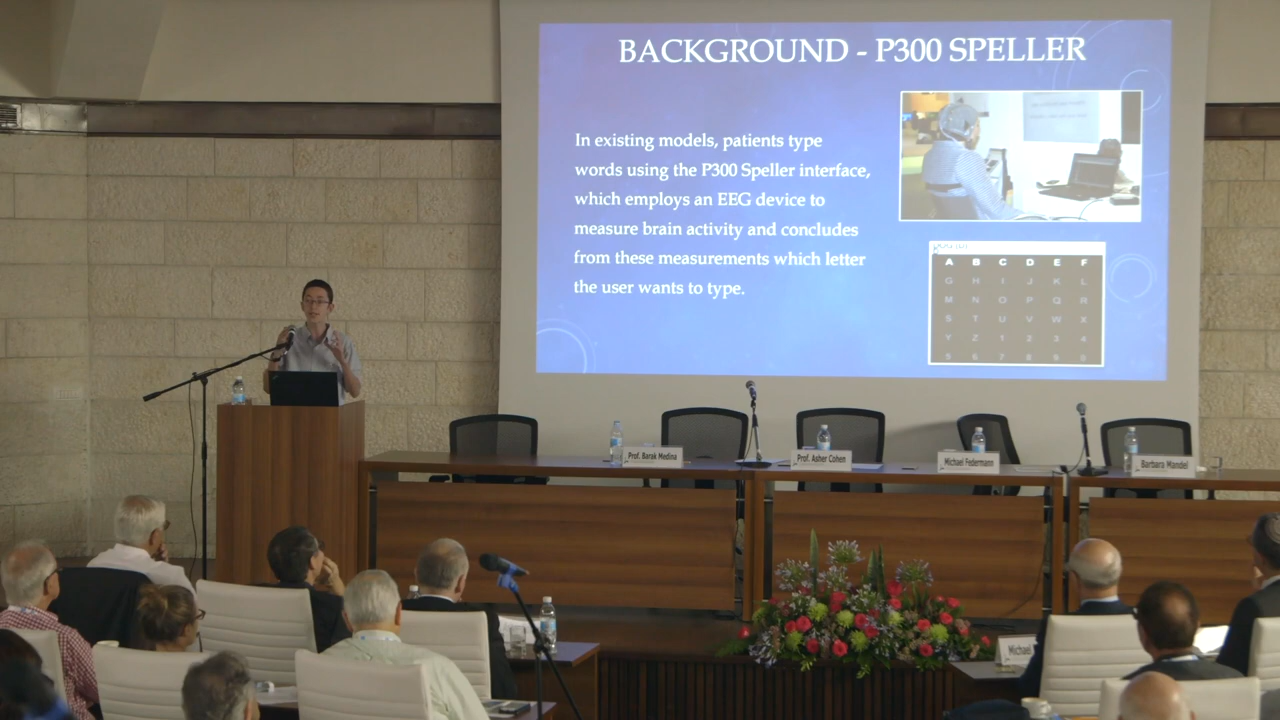 BACKGROUND - P300 SPELLER
In existing models, patients type
words using the P300 Speller interface,
which employs an EEG device to
measure brain activity and concludes
from these measurements which letter
the user wants to type.
A B C D E F
G H I J K L
M N O P Q R
S T U V W X
Y Z 1 2 3 4
5 6 7 8 9 0
Prof. Barak Medina
Prof. Asher Cohen
Michael Federmann
Barbara Mandel
Michael